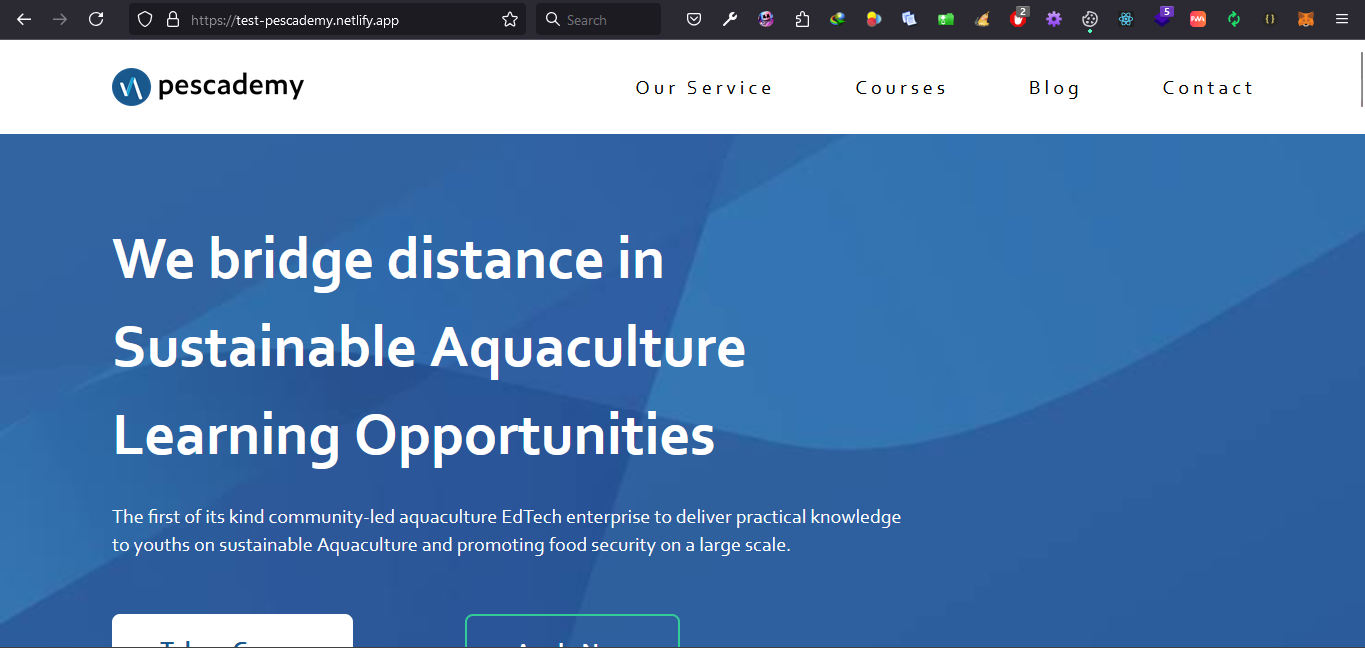 https://test-pescademy.netlify.app
Search
2
5
PWA
pescademy
Our Service
Courses
Blog
Contact
We bridge distance in
Sustainable Aquaculture
Learning Opportunities
The first of its kind community-led aquaculture EdTech enterprise to deliver practical knowledge
to youths on sustainable Aquaculture and promoting food security on a large scale.